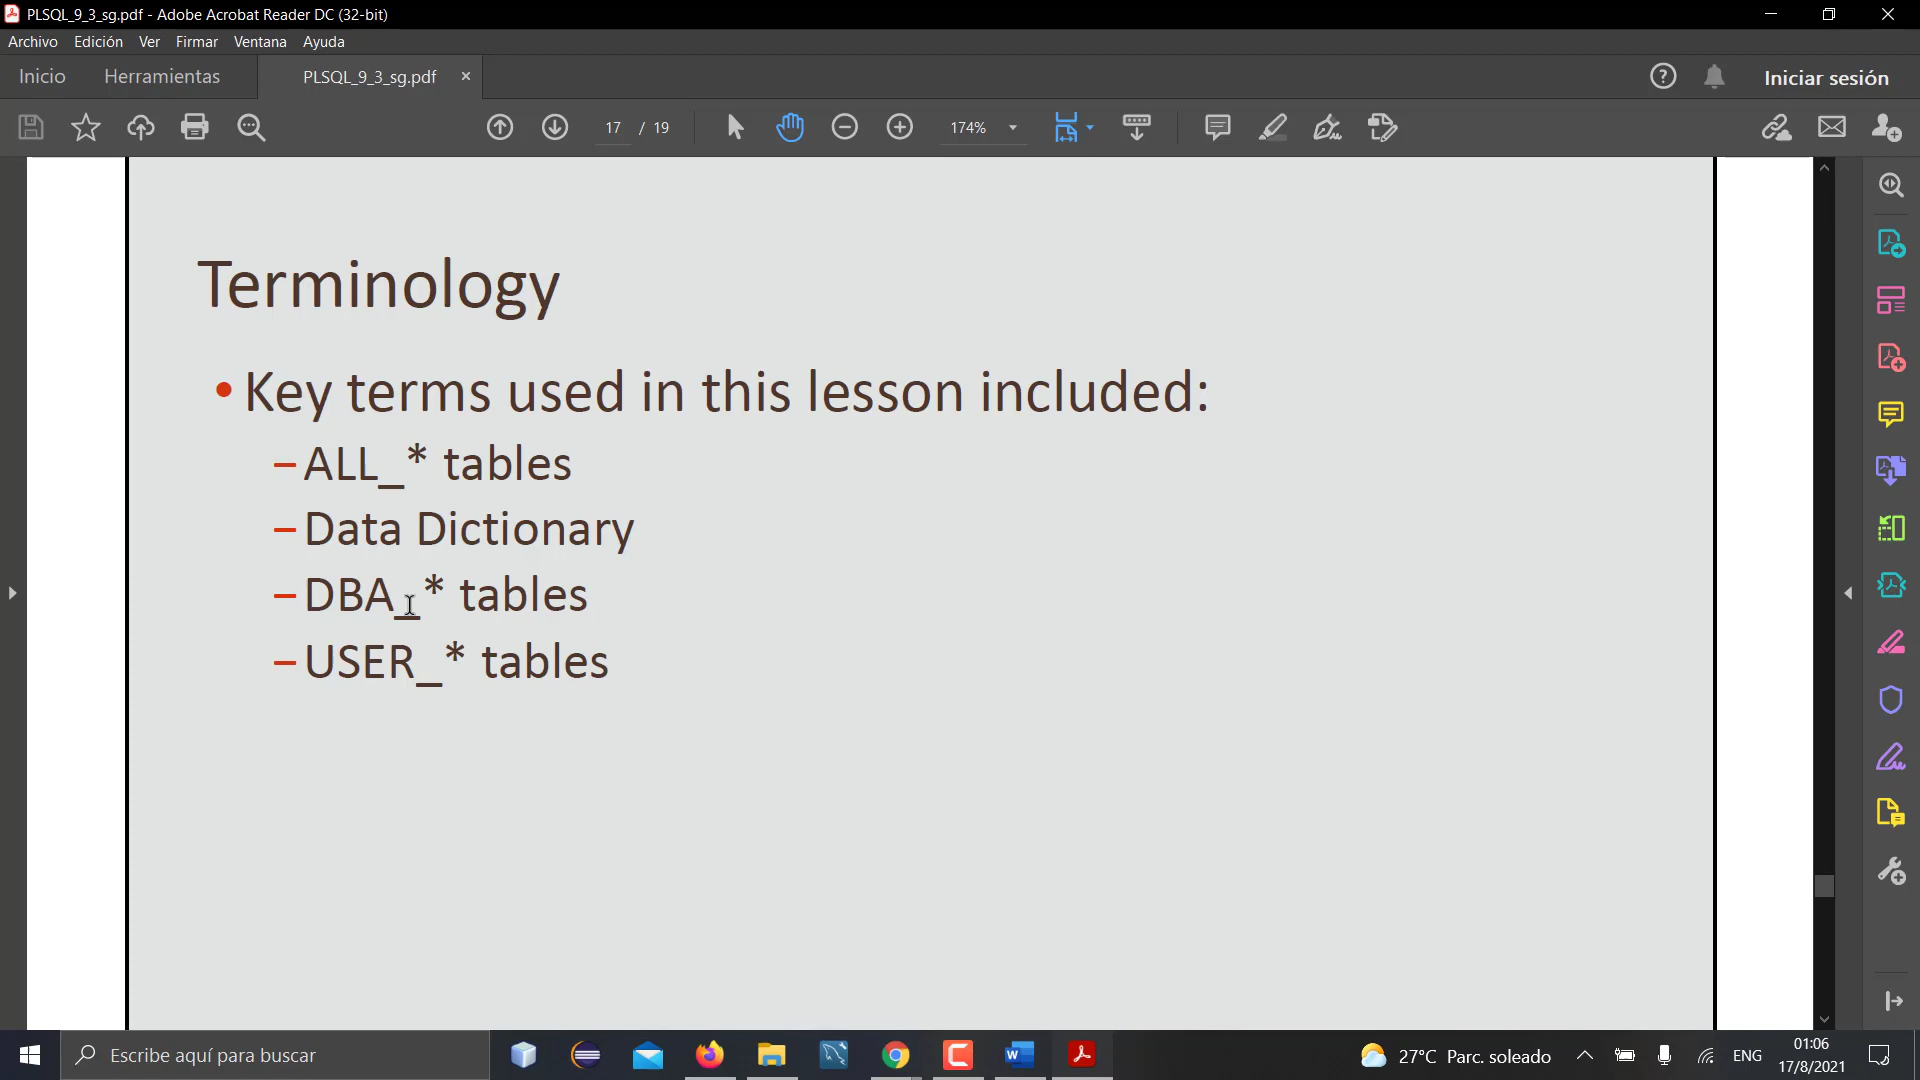 PLSQL_9_3_sg.pdf - Adobe Acrobat Reader DC (32-bit)
Archivo Edición Ver Firmar Ventana Ayuda
Inicio Herramientas PLSQL_9_3_sg.pdf × Iniciar sesión
17 / 19 174%
Terminology
•Key terms used in this lesson included:
–ALL_* tables
–Data Dictionary
–DBA_* tables
–USER_* tables
Escribe aquí para buscar
27°C Parc. soleado
ENG
01:06
17/8/2021